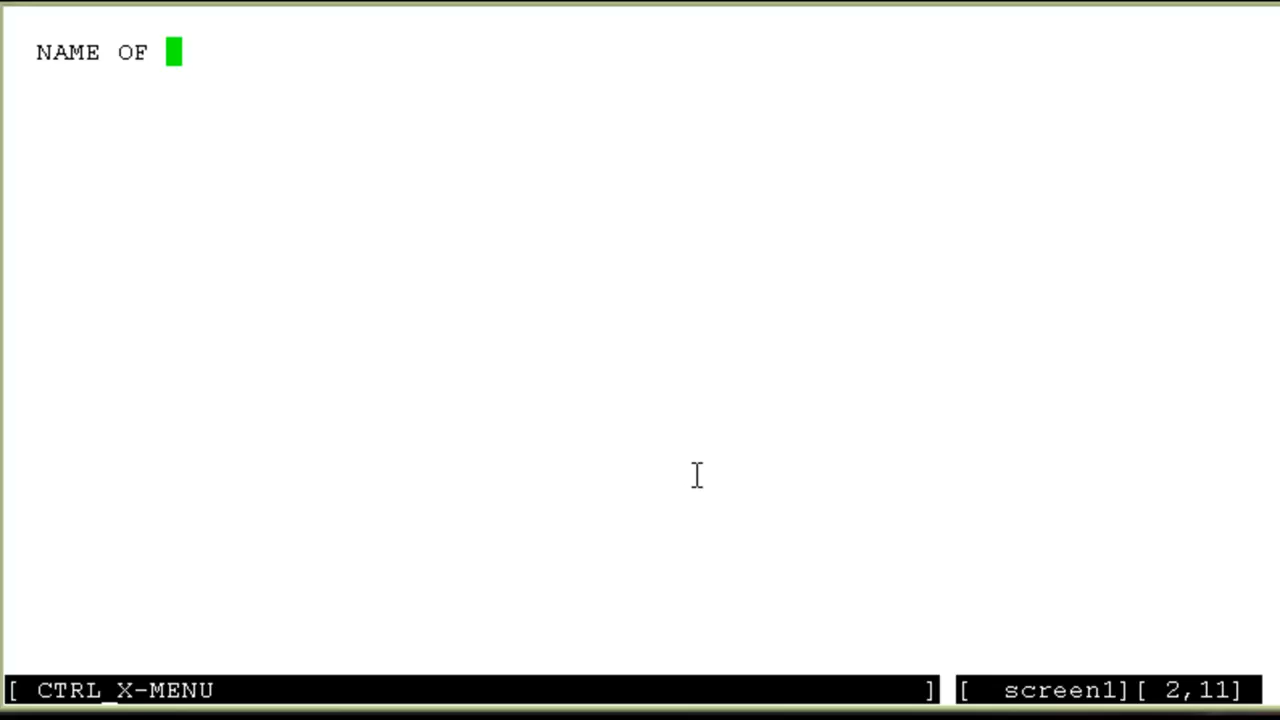 NAME OF
[ CTRL_X-MENU ] [ screen1][ 2,11]